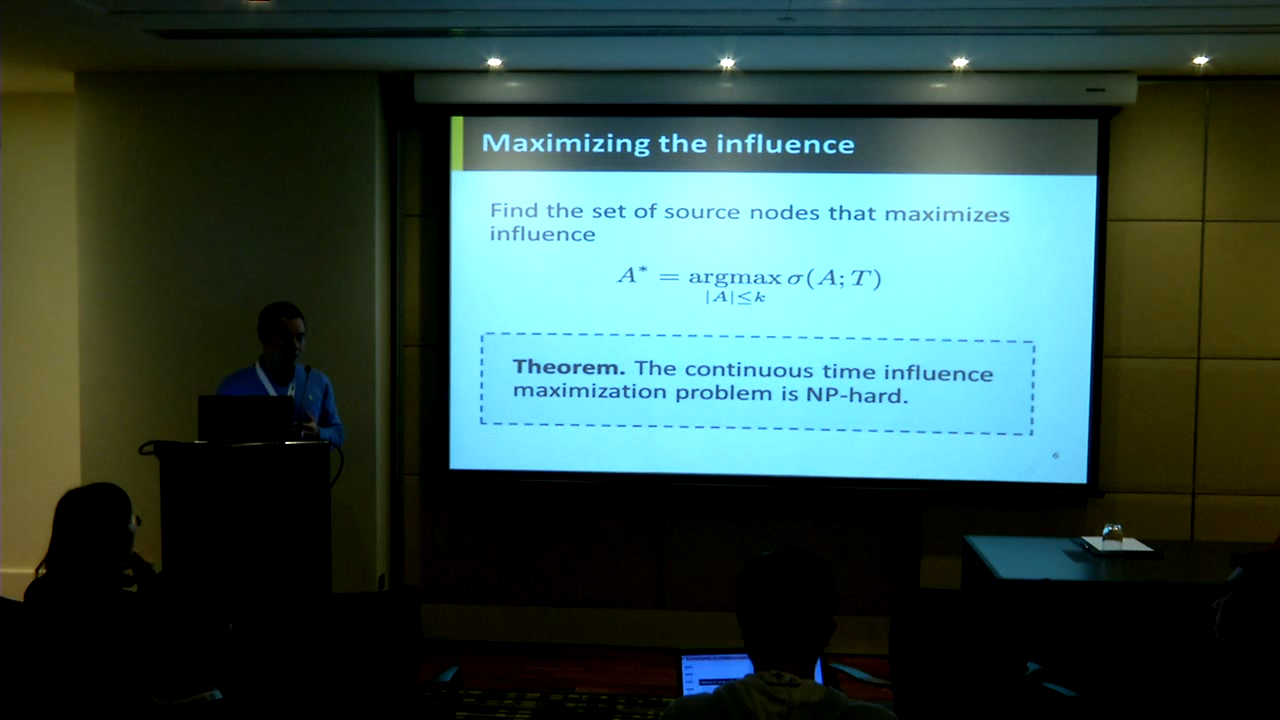 Maximizing the influence
Find the set of source nodes that maximizes
influence
A* = argmax σ(A; T)
|A|≤k
Theorem. The continuous time influence
maximization problem is NP-hard.
6